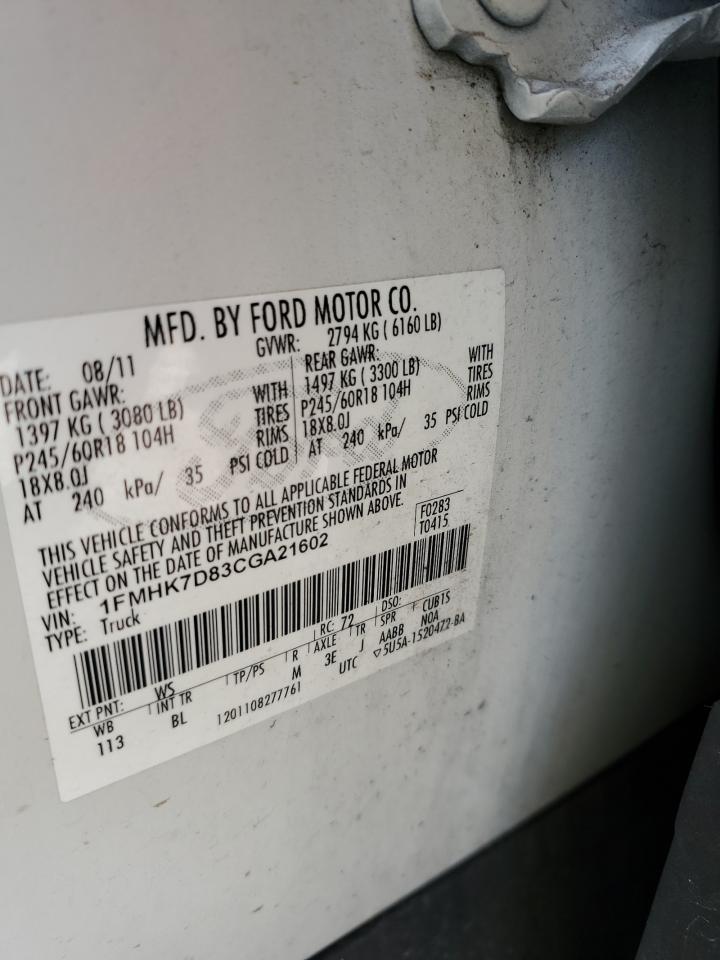 MFD. BY FORD MOTOR CO.
DATE: 08/11 GVWR: 2794 KG ( 6160 LB)
FRONT GAWR: WITH REAR GAWR: WITH
1397 KG ( 3080 LB) TIRES 1497 KG ( 3300 LB) TIRES
P245/60R18 104H RIMS P245/60R18 104H RIMS
18X8.0J 18X8.0J
AT 240 kPa/ 35 PSI COLD AT 240 kPa/ 35 PSI COLD
Ford
THIS VEHICLE CONFORMS TO ALL APPLICABLE FEDERAL MOTOR
VEHICLE SAFETY AND THEFT PREVENTION STANDARDS IN
EFFECT ON THE DATE OF MANUFACTURE SHOWN ABOVE.
F0283
T0415
VIN: 1FMHK7D83CGA21602
TYPE: Truck
EXT PNT: WS RC: 72 DSO:
WB INT TR TP/PS R AXLE TR SPR CUB1S
113 BL M 3E J AABB N0A
1201108277761 UTC ▽5U5A-1520472-BA